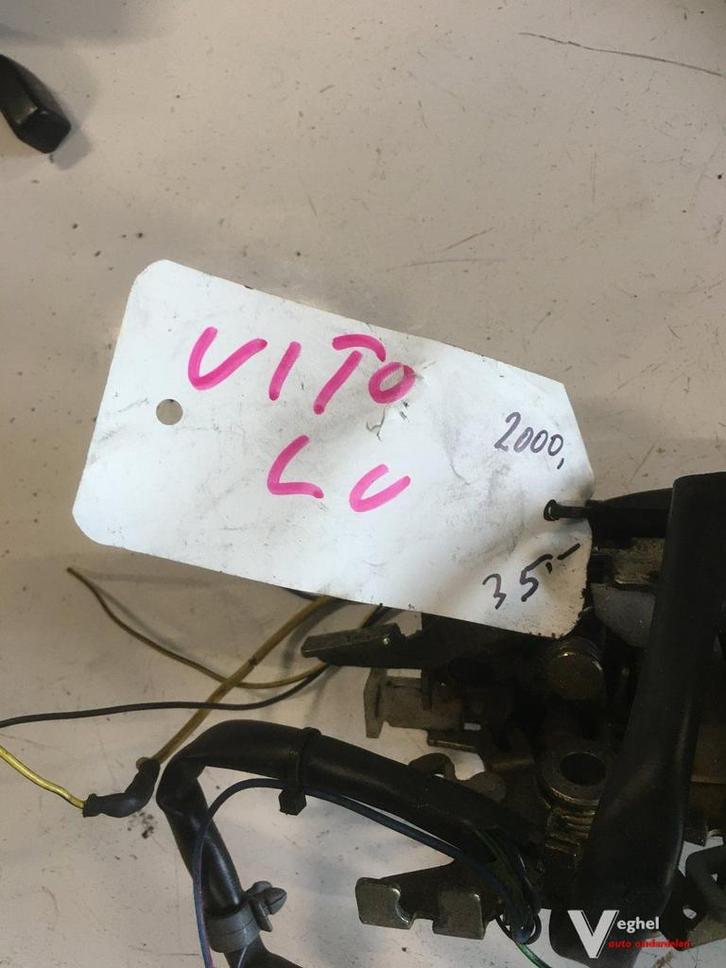 VITO
LV
2000,
35,-
Veghel
auto onderdelen